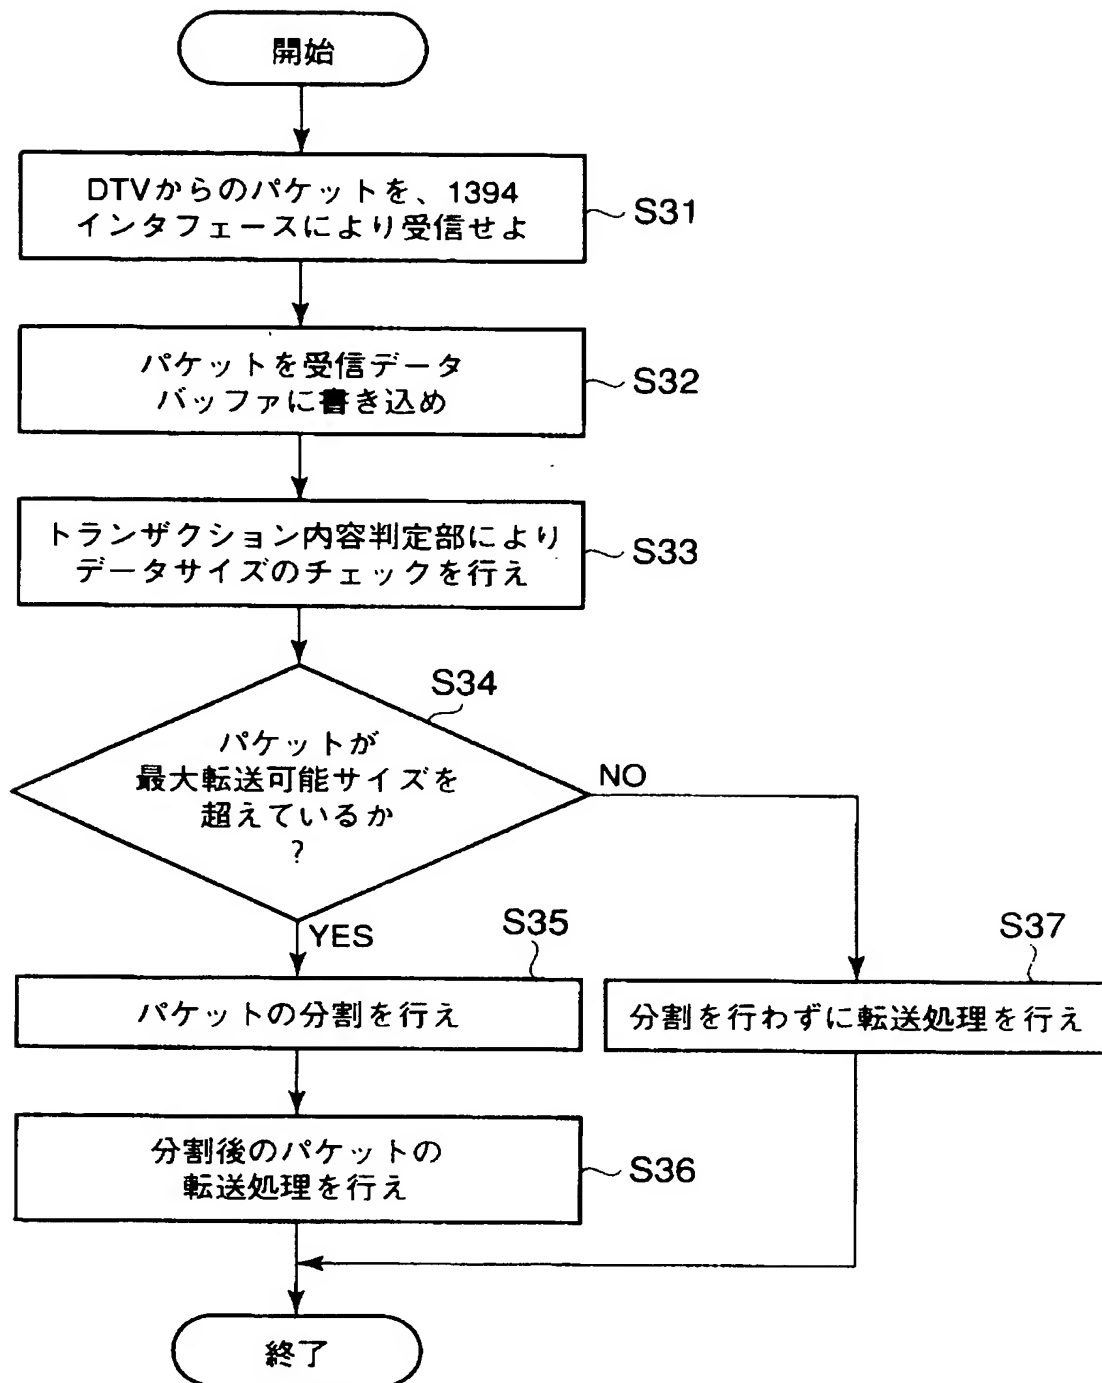 開始
DTVからのパケットを、1394
インタフェースにより受信せよ
S31
パケットを受信データ
バッファに書き込め
S32
トランザクション内容判定部により
データサイズのチェックを行え
S33
S34
パケットが
最大転送可能サイズを
超えているか
?
NO
YES
S35
パケットの分割を行え
S37
分割を行わずに転送処理を行え
分割後のパケットの
転送処理を行え
S36
終了